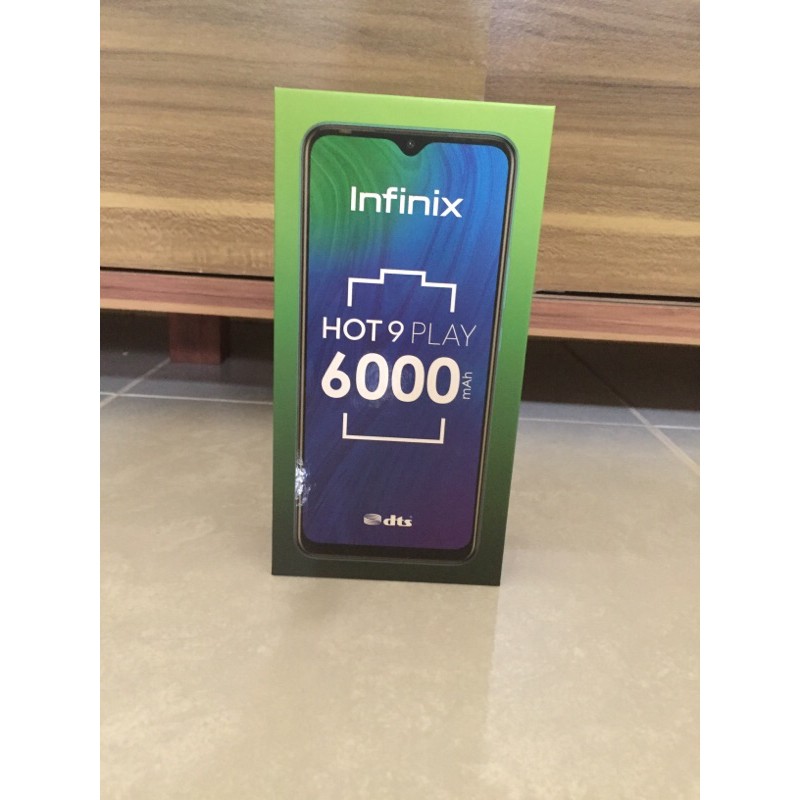 Infinix
HOT 9 PLAY
6000 mAh
dts